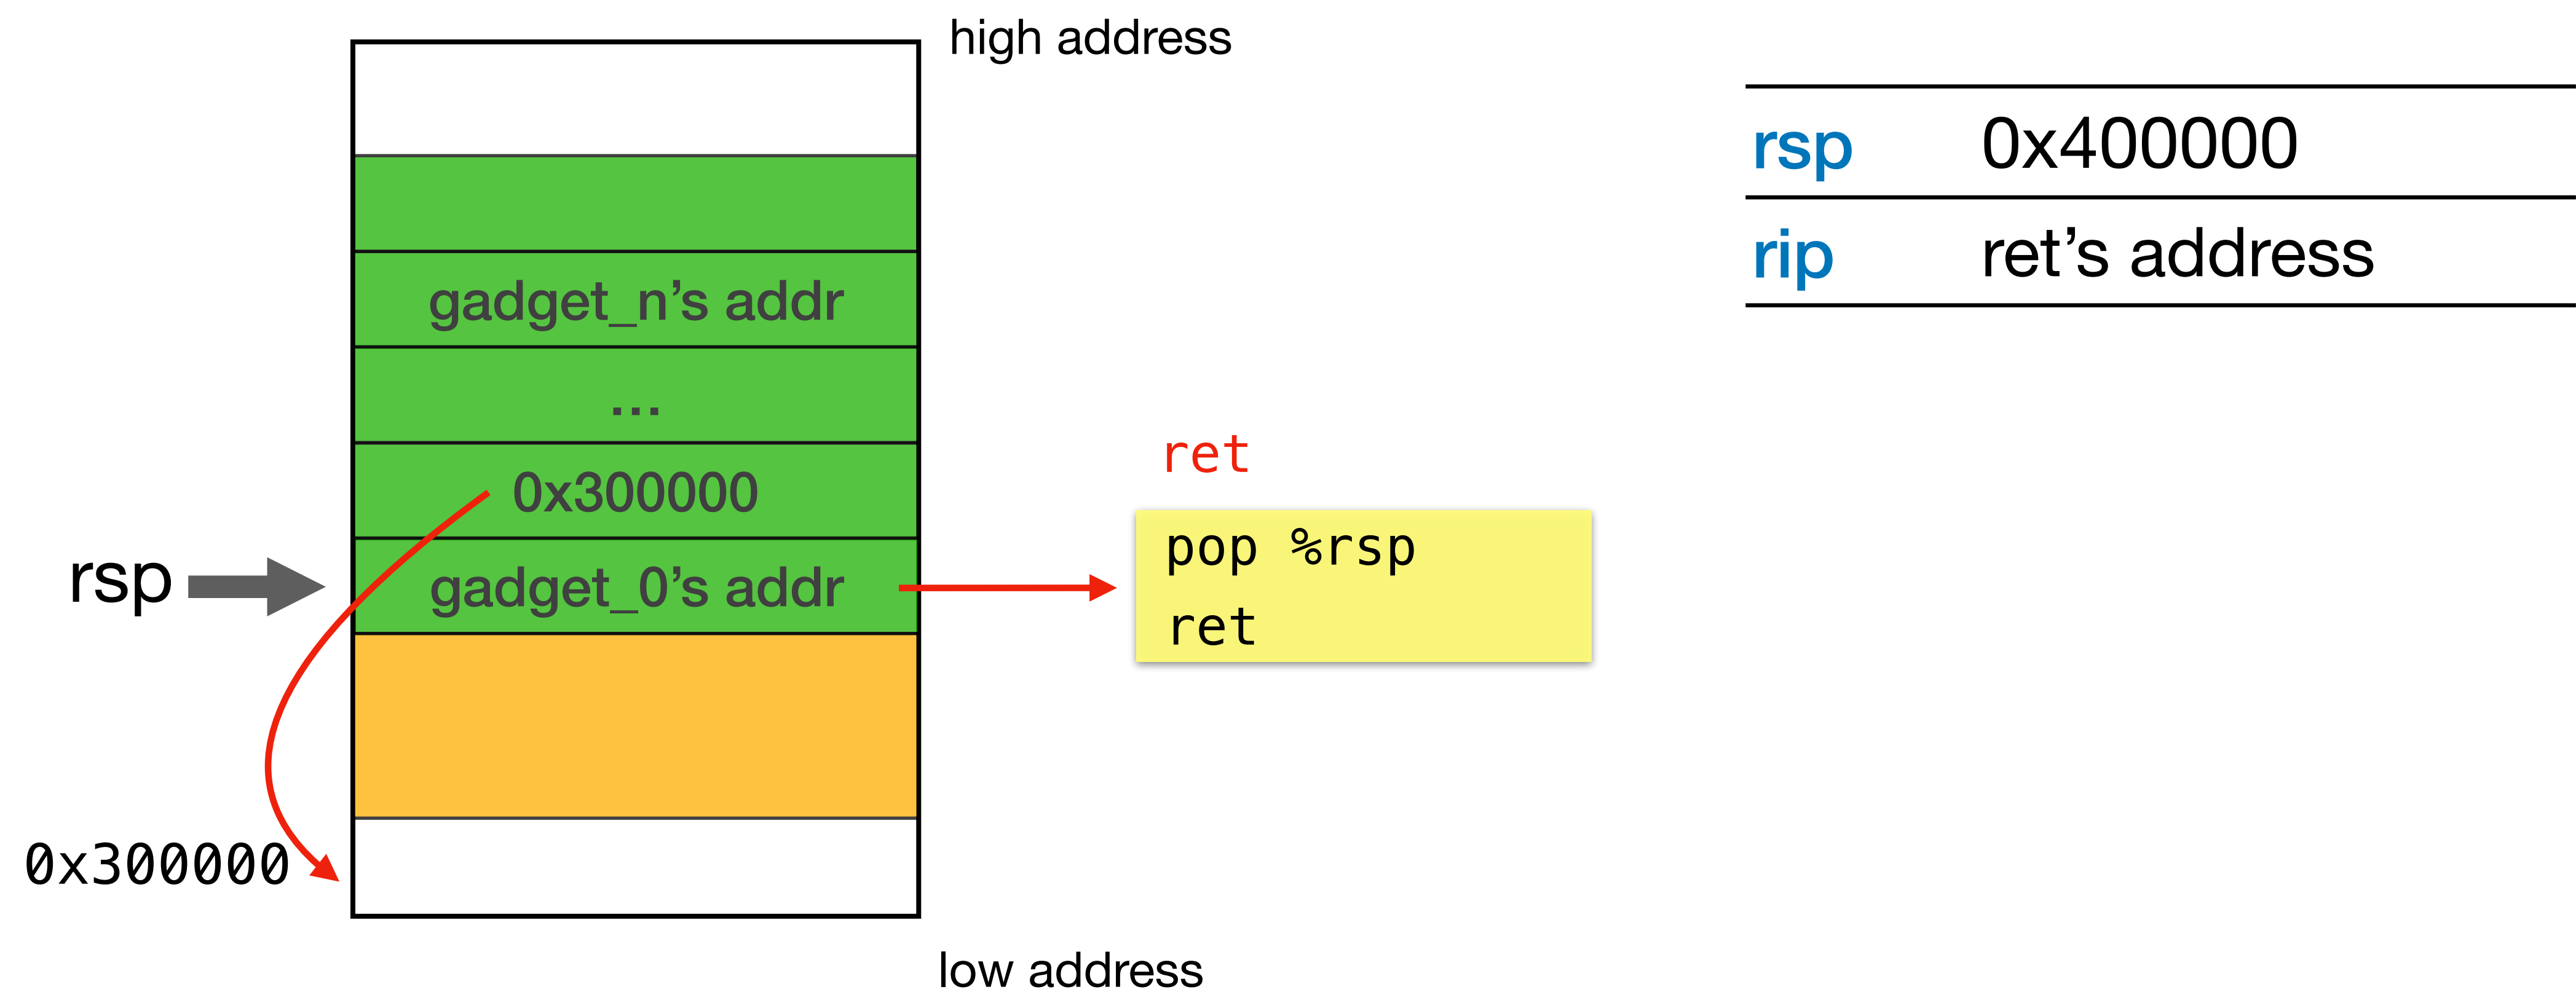 high address
rsp 0x400000
rip ret’s address
gadget_n’s addr
...
ret
0x300000
pop %rsp
rsp
gadget_0’s addr
ret
0x300000
low address